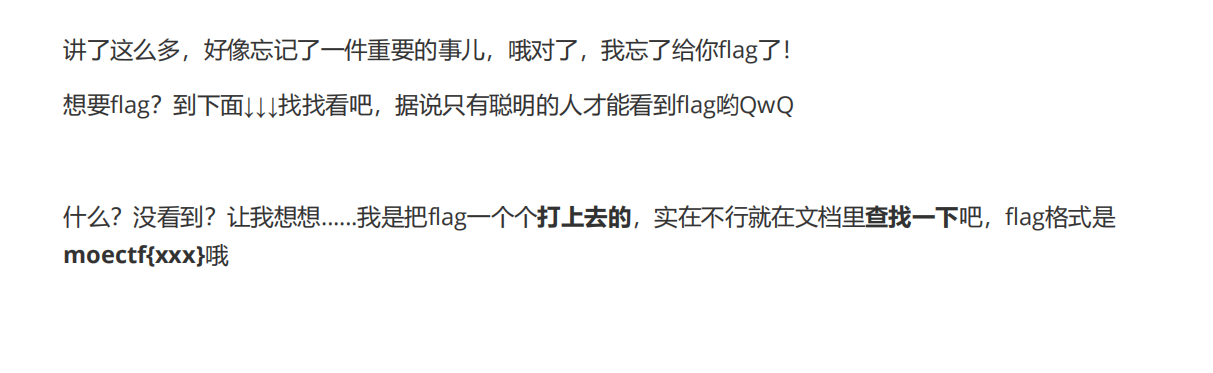 讲了这么多，好像忘记了一件重要的事儿，哦对了，我忘了给你flag了！
想要flag？到下面↓↓↓找找看吧，据说只有聪明的人才能看到flag哟QwQ
什么？没看到？让我想想......我是把flag一个个打上去的，实在不行就在文档里查找一下吧，flag格式是
moectf{xxx}哦